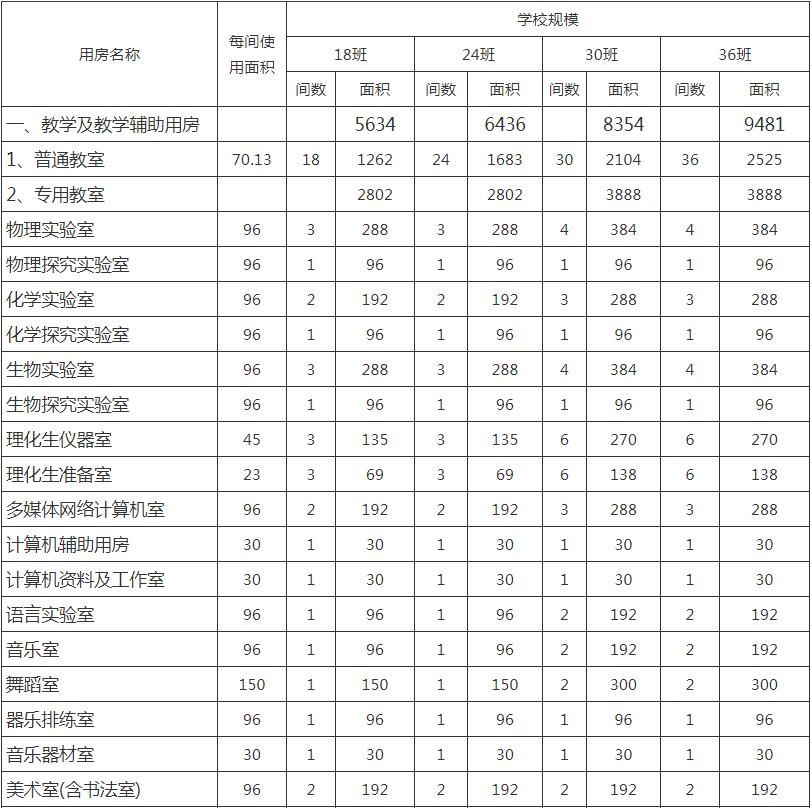 用房名称 每间使用面积 学校规模
18班 24班 30班 36班
间数 面积 间数 面积 间数 面积 间数 面积
一、教学及教学辅助用房 5634 6436 8354 9481
1、普通教室 70.13 18 1262 24 1683 30 2104 36 2525
2、专用教室 2802 2802 3888 3888
物理实验室 96 3 288 3 288 4 384 4 384
物理探究实验室 96 1 96 1 96 1 96 1 96
化学实验室 96 2 192 2 192 3 288 3 288
化学探究实验室 96 1 96 1 96 1 96 1 96
生物实验室 96 3 288 3 288 4 384 4 384
生物探究实验室 96 1 96 1 96 1 96 1 96
理化生仪器室 45 3 135 3 135 6 270 6 270
理化生准备室 23 3 69 3 69 6 138 6 138
多媒体网络计算机室 96 2 192 2 192 3 288 3 288
计算机辅助用房 30 1 30 1 30 1 30 1 30
计算机资料及工作室 30 1 30 1 30 1 30 1 30
语言实验室 96 1 96 1 96 2 192 2 192
音乐室 96 1 96 1 96 2 192 2 192
舞蹈室 150 1 150 1 150 2 300 2 300
器乐排练室 96 1 96 1 96 1 96 1 96
音乐器材室 30 1 30 1 30 1 30 1 30
美术室(含书法室) 96 2 192 2 192 2 192 2 192